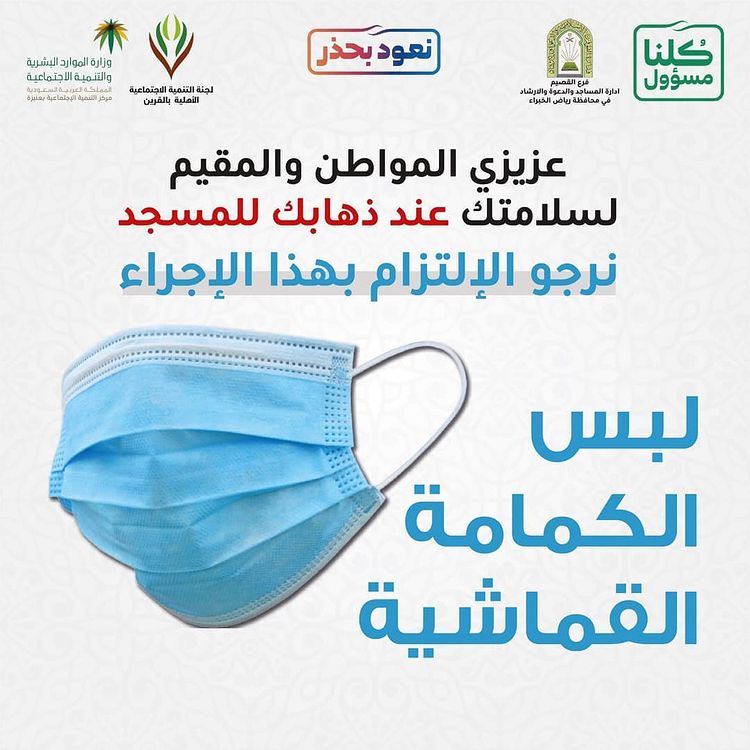 كُلنا
مسؤول
فرع القصيم
ادارة المساجد والدعوة والارشاد
في محافظة رياض الخبراء
نعود بحذر
لجنة التنمية الاجتماعية
الأهلية بالقرين
وزارة الموارد البشرية
والتنمية الاجتماعية
المملكة العربية السعودية
مركز التنمية الإجتماعية بعنيزة
عزيزي المواطن والمقيم
لسلامتك عند ذهابك للمسجد
نرجو الإلتزام بهذا الإجراء
لبس
الكمامة
القماشية